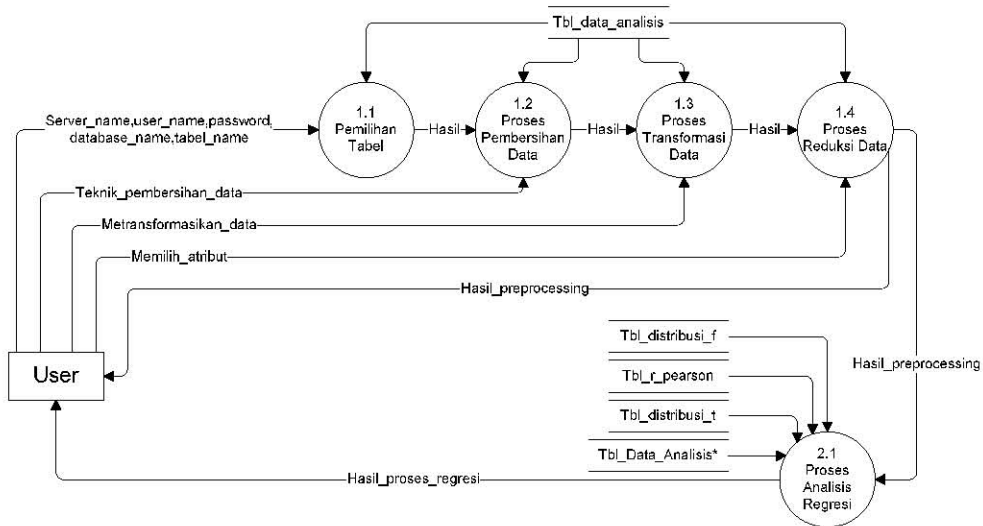 Tbl_data_analisis
1.1
Pemilihan
Tabel
1.2
Proses
Pembersihan
Data
1.3
Proses
Transformasi
Data
1.4
Proses
Reduksi Data
Server_name,user_name,password,
database_name,tabel_name
Hasil
Hasil
Hasil
Teknik_pembersihan_data
Metransformasikan_data
Memilih_atribut
Hasil_preprocessing
User
Tbl_distribusi_f
Tbl_r_pearson
Tbl_distribusi_t
Tbl_Data_Analisis*
Hasil_preprocessing
2.1
Proses
Analisis
Regresi
Hasil_proses_regresi